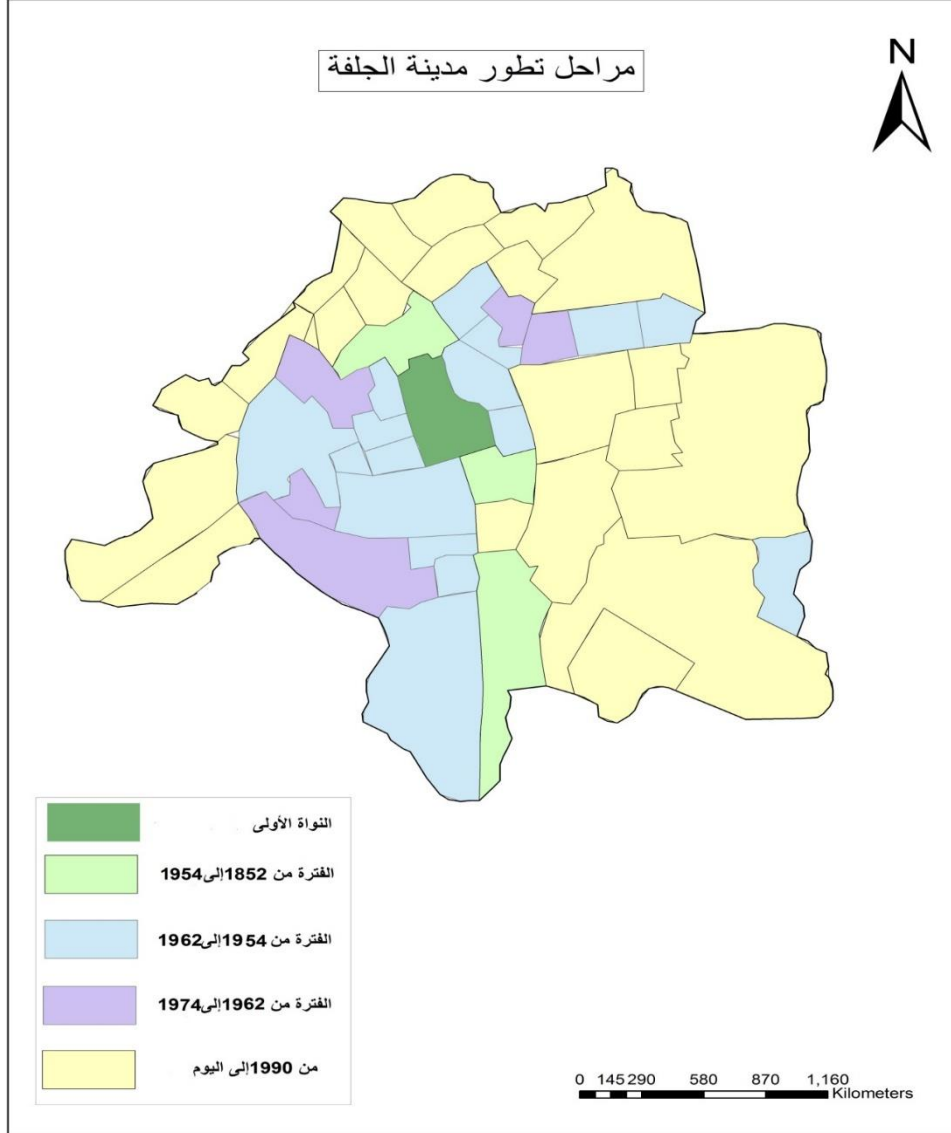 مراحل تطور مدينة الجلفة
N
النواة الأولى
الفترة من 1852إلى1954
الفترة من 1954إلى1962
الفترة من 1962إلى1974
من 1990إلى اليوم
0 145 290 580 870 1,160
Kilometers